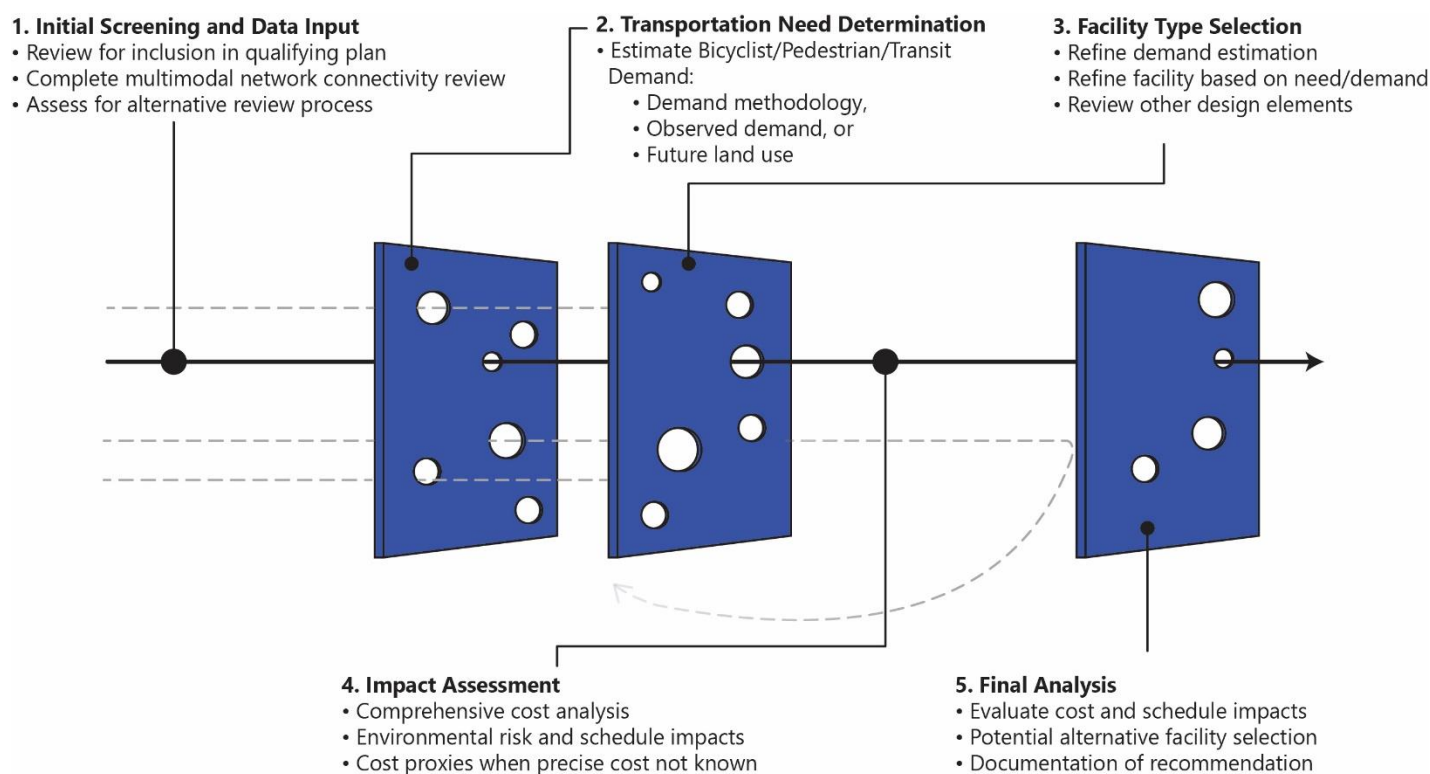 1. Initial Screening and Data Input
• Review for inclusion in qualifying plan
• Complete multimodal network connectivity review
• Assess for alternative review process
2. Transportation Need Determination
• Estimate Bicyclist/Pedestrian/Transit
Demand:
• Demand methodology,
• Observed demand, or
• Future land use
3. Facility Type Selection
• Refine demand estimation
• Refine facility based on need/demand
• Review other design elements
4. Impact Assessment
• Comprehensive cost analysis
• Environmental risk and schedule impacts
• Cost proxies when precise cost not known
5. Final Analysis
• Evaluate cost and schedule impacts
• Potential alternative facility selection
• Documentation of recommendation